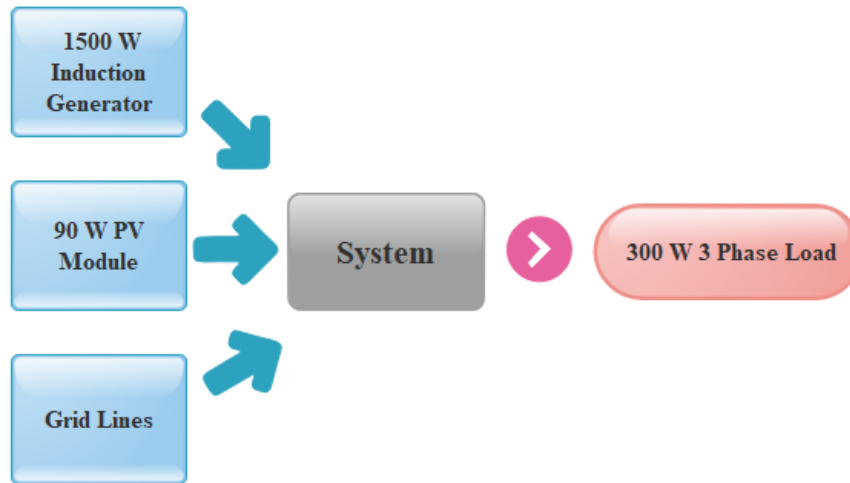 1500 W
Induction
Generator
90 W PV
Module
System
300 W 3 Phase Load
Grid Lines